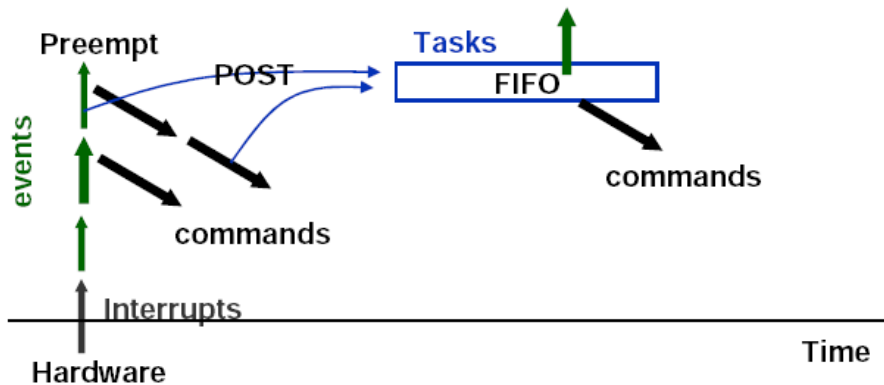 Preempt
Tasks
POST
FIFO
events
commands
commands
Interrupts
Time
Hardware